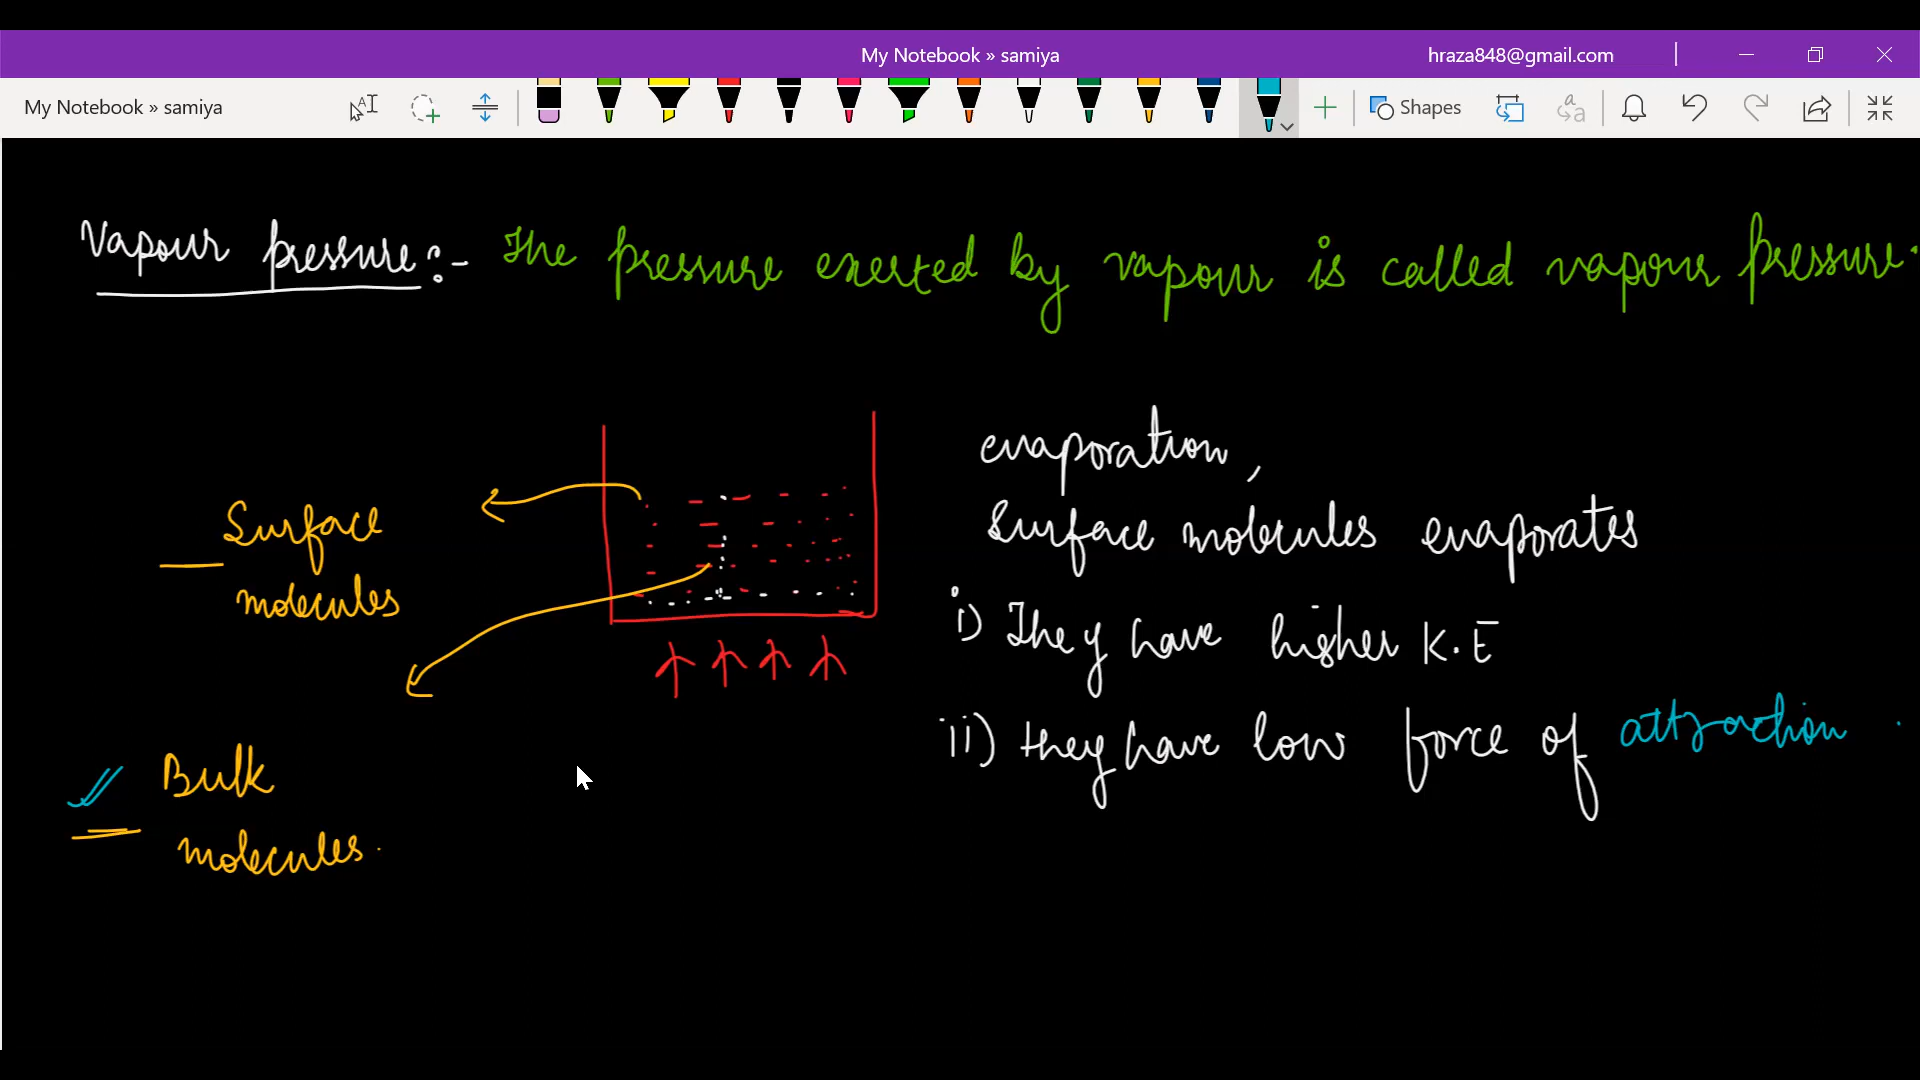 My Notebook » samiya
hraza848@gmail.com
My Notebook » samiya
Shapes
Vapour pressure:- The pressure exerted by vapour is called vapour pressure.
evaporation,
Surface molecules evaporates
Surface
molecules
i) They have higher K.E
ii) they have low force of attraction.
Bulk
molecules.